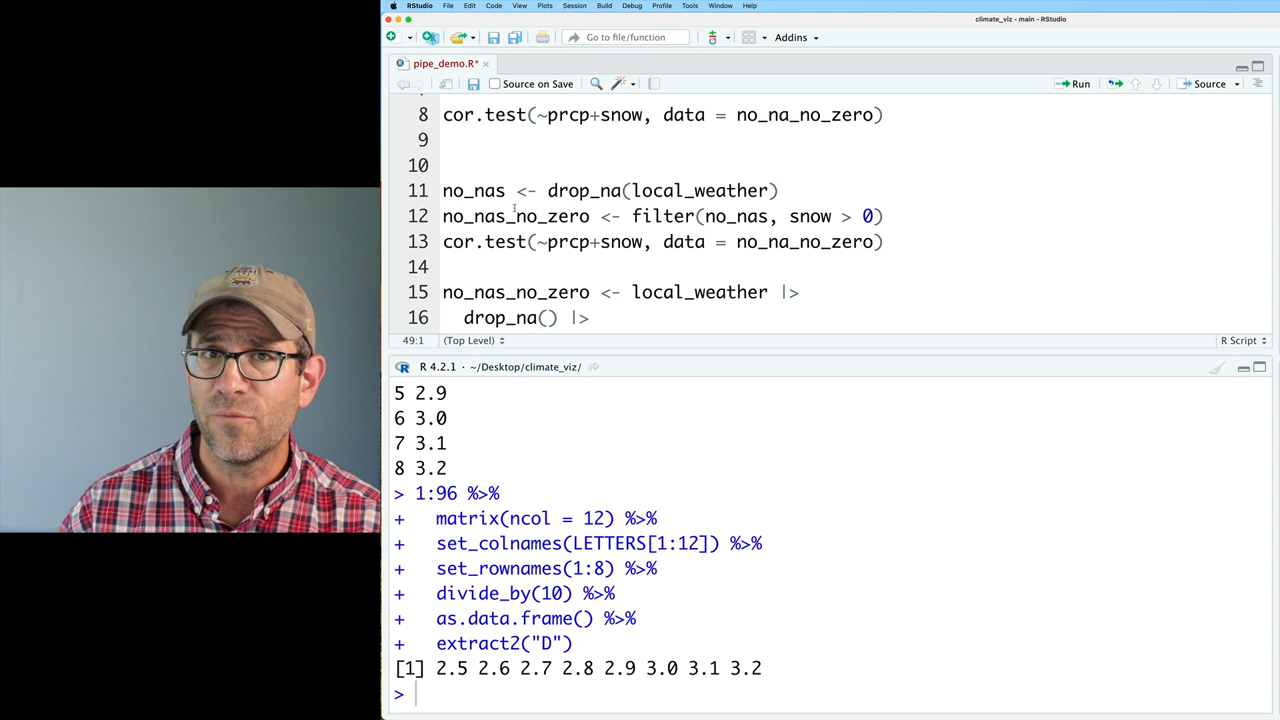 RStudio File Edit Code View Plots Session Build Debug Profile Tools Window Help
climate_viz - main - RStudio
Go to file/function Addins
pipe_demo.R*
Source on Save Run Source
8 cor.test(~prcp+snow, data = no_na_no_zero)
9
10
11 no_nas <- drop_na(local_weather)
12 no_nas_no_zero <- filter(no_nas, snow > 0)
13 cor.test(~prcp+snow, data = no_na_no_zero)
14
15 no_nas_no_zero <- local_weather |>
16 drop_na() |>
49:1 (Top Level) R Script
R 4.2.1 · ~/Desktop/climate_viz/
5 2.9
6 3.0
7 3.1
8 3.2
> 1:96 %>%
+ matrix(ncol = 12) %>%
+ set_colnames(LETTERS[1:12]) %>%
+ set_rownames(1:8) %>%
+ divide_by(10) %>%
+ as.data.frame() %>%
+ extract2("D")
[1] 2.5 2.6 2.7 2.8 2.9 3.0 3.1 3.2
>